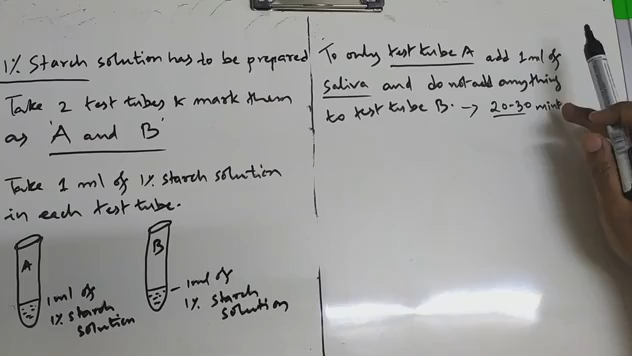 1% Starch solution has to be prepared
Take 2 test tubes & mark them
as 'A and B'
Take 1 ml of 1% starch solution
in each test tube.
A
1ml of
1% starch
solution
B
1ml of
1% starch
solution
To only test tube A add 1ml of
saliva and do not add anything
to test tube B. → 20-30 mint